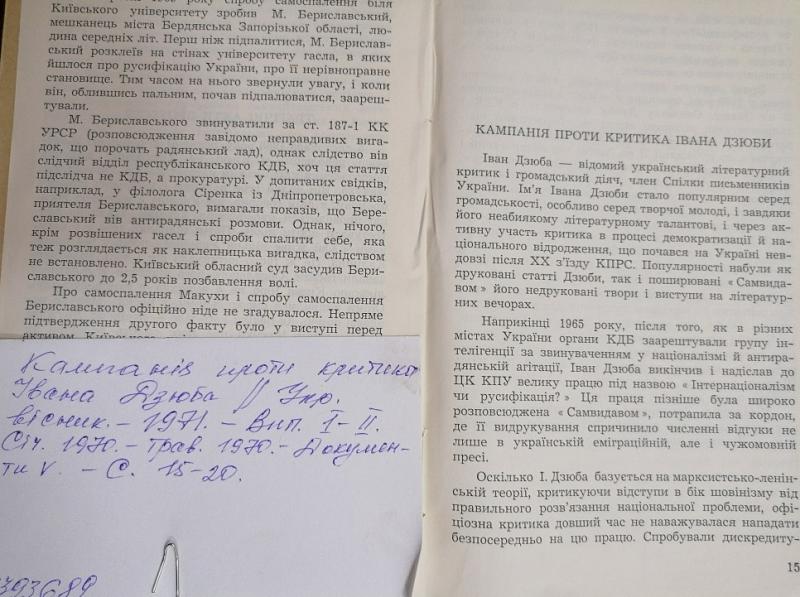 року спробу самоспалення біля
Київського університету зробив М. Бериславський,
мешканець міста Бердянська Запорізької області, лю-
дина середніх літ. Перш ніж підпалитися, М. Берислав-
ський розклеїв на стінах університету гасла, в яких
йшлося про русифікацію України, про її нерівноправне
становище. Тим часом на нього звернули увагу, і коли
він, обллвшись пальним, почав підпалюватися, заареш-
тували.
М. Бериславського звинуватили за ст. 187-1 КК
УРСР (розповсюдження завідомо неправдивих вига-
док, що порочать радянський лад), однак слідство вів
слідчий відділ республіканського КДБ, хоч ця стаття
підслідча не КДБ, а прокуратурі. У допитаних свідків,
наприклад, у філолога Сіренка із Дніпропетровська,
приятеля Бериславського, вимагали показів, що Бере-
славський вів антирадянські розмови. Однак, нічого,
крім розвішених гасел і спроби спалити себе, яка
теж розглядається як наклепницька вигадка, слідством
не встановлено. Київський обласний суд засудив Бери-
славського до 2,5 років позбавлення волі.
Про самоспалення Макухи і спробу самоспалення
Бериславського офіційно ніде не згадувалося. Непряме
підтвердження другого факту було у виступі перед
активом
Кампанія проти критика
Івана Дзюба // Укр.
вісник. – 1971. – Вип. I-II.
Січ. 1970. – Трав. 1970. – Докумен-
ти V. – С. 15-20.
393689
КАМПАНІЯ ПРОТИ КРИТИКА ІВАНА ДЗЮБИ
Іван Дзюба — відомий український літературний
критик і громадський діяч, член Спілки письменників
України. Ім'я Івана Дзюби стало популярним серед
громадськості, особливо серед творчої молоді, і завдяки
його неабиякому літературному талантові, і через ак-
тивну участь критика в процесі демократизації й на-
ціонального відродження, що почався на Україні нев-
довзі після XX з'їзду КПРС. Популярності набули як
друковані статті Дзюби, так і поширювані «Самвида-
вом» його недруковані твори і виступи на літератур-
них вечорах.
Наприкінці 1965 року, після того, як в різних
містах України органи КДБ заарештували групу ін-
телігенції за звинуваченням у націоналізмі й антира-
дянській агітації, Іван Дзюба викінчив і надіслав до
ЦК КПУ велику працю під назвою «Інтернаціоналізм
чи русифікація?» Ця праця пізніше була широко
розповсюджена «Самвидавом», потрапила за кордон,
де її видрукування спричинило численні відгуки не
лише в українській еміграційній, але і чужомовній
пресі.
Оскілько І. Дзюба базується на марксистсько-ленін-
ській теорії, критикуючи відступи в бік шовінізму від
правильного розв'язання національної проблеми, офі-
ціозна критика довший час не наважувалася нападати
безпосередньо на цю працю. Спробували дискредиту-
15